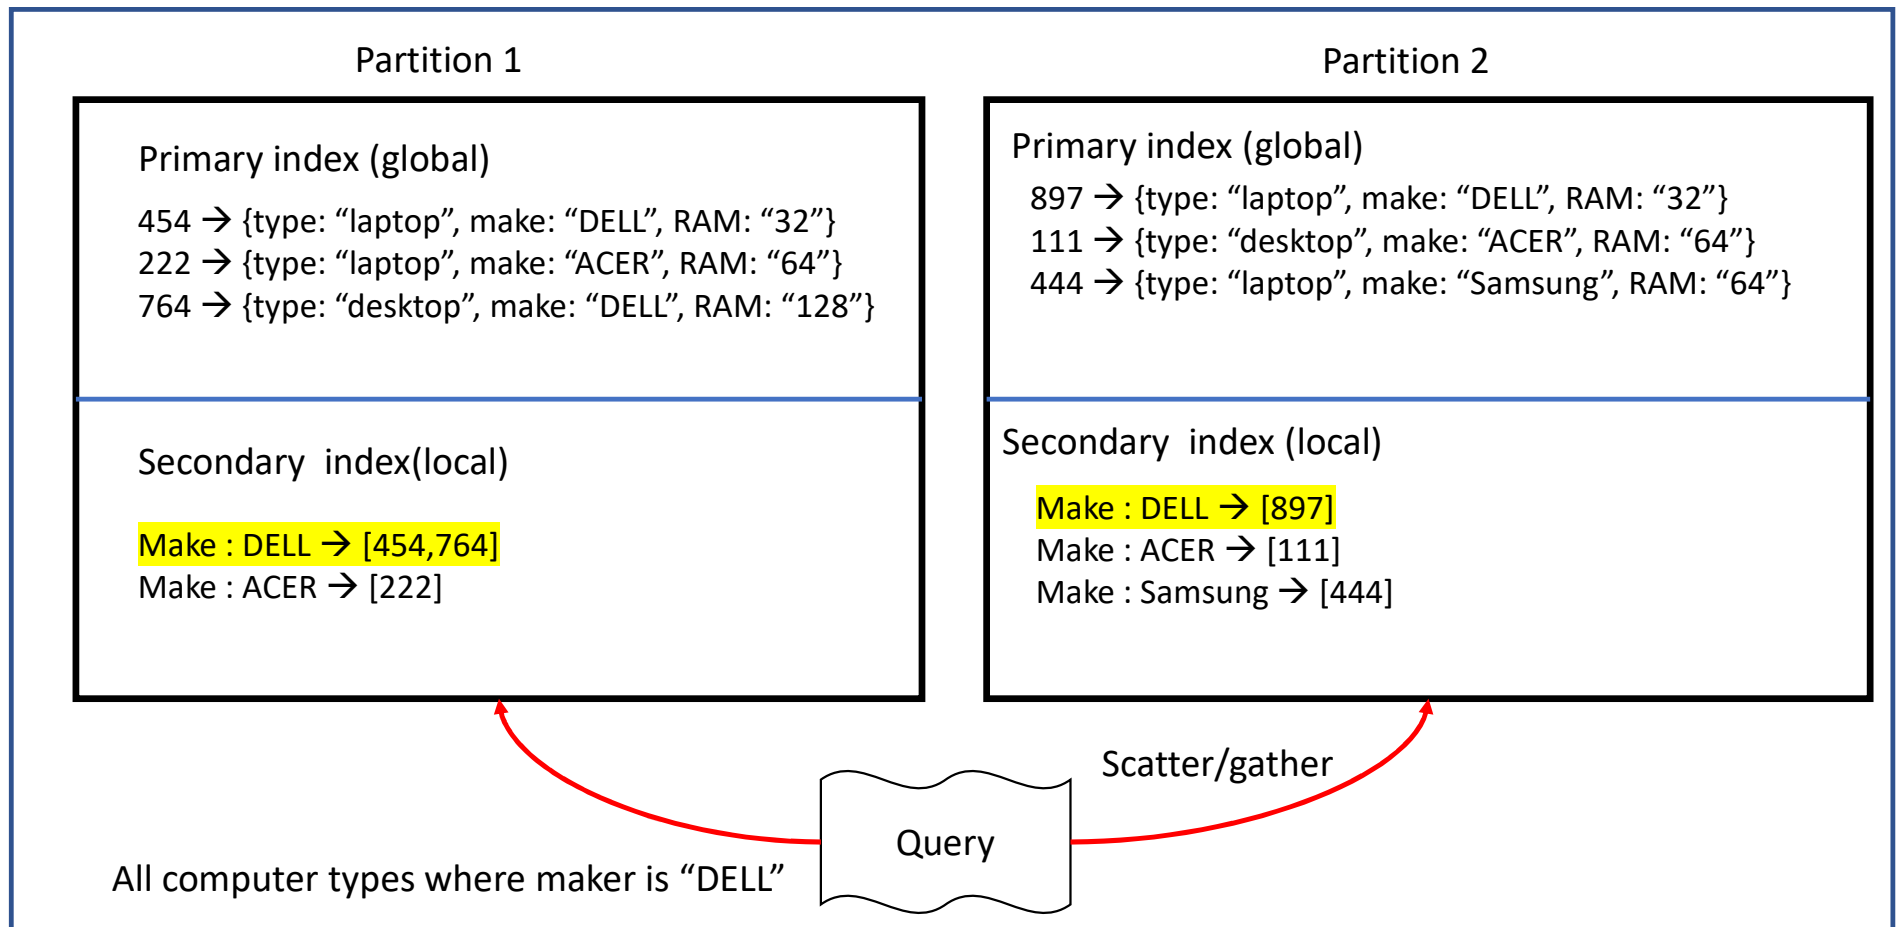 Partition 1
Primary index (global)
454 → {type: “laptop”, make: “DELL”, RAM: “32”}
222 → {type: “laptop”, make: “ACER”, RAM: “64”}
764 → {type: “desktop”, make: “DELL”, RAM: “128”}
Secondary  index(local)
Make : DELL → [454,764]
Make : ACER → [222]
Partition 2
Primary index (global)
897 → {type: “laptop”, make: “DELL”, RAM: “32”}
111 → {type: “desktop”, make: “ACER”, RAM: “64”}
444 → {type: “laptop”, make: “Samsung”, RAM: “64”}
Secondary  index (local)
Make : DELL → [897]
Make : ACER → [111]
Make : Samsung → [444]
Scatter/gather
Query
All computer types where maker is “DELL”